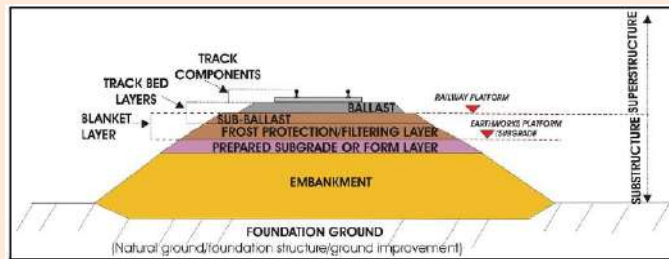 TRACK
COMPONENTS
TRACK BED
LAYERS
BLANKET
LAYER
BALLAST
SUB-BALLAST
FROST PROTECTION/FILTERING LAYER
PREPARED SUBGRADE OR FORM LAYER
EMBANKMENT
FOUNDATION GROUND
(Natural ground/foundation structure/ground improvement)
RAILWAY PLATFORM
EARTHWORKS PLATFORM
/SUBGRADE
SUPERSTRUCTURE
SUBSTRUCTURE